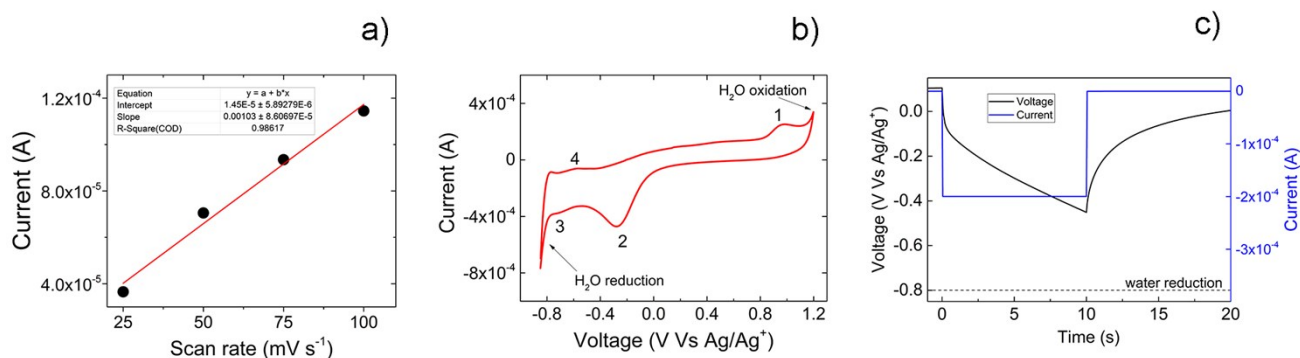 a)
1.2x10⁻⁴
8.0x10⁻⁵
4.0x10⁻⁵
Current (A)
Equation y = a + b*x
Intercept 1.45E-5 ± 5.89279E-6
Slope 0.00103 ± 8.60697E-5
R-Square(COD) 0.98617
25 50 75 100
Scan rate (mV s⁻¹)
b)
H₂O oxidation
4x10⁻⁴
0
-4x10⁻⁴
-8x10⁻⁴
Current (A)
1
4
3
2
H₂O reduction
-0.8 -0.4 0.0 0.4 0.8 1.2
Voltage (V Vs Ag/Ag⁺)
c)
0.0
-0.2
-0.4
-0.6
-0.8
Voltage (V Vs Ag/Ag⁺)
Voltage
Current
water reduction
0
-1x10⁻⁴
-2x10⁻⁴
-3x10⁻⁴
Current (A)
0 5 10 15 20
Time (s)